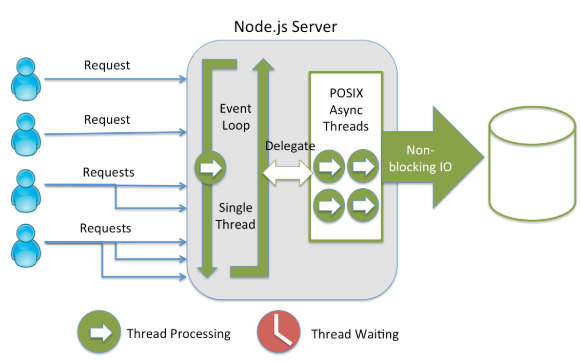 Node.js Server
Request
Request
Requests
Requests
Event
Loop
Single
Thread
Delegate
POSIX
Async
Threads
Non-
blocking IO
Thread Processing
Thread Waiting